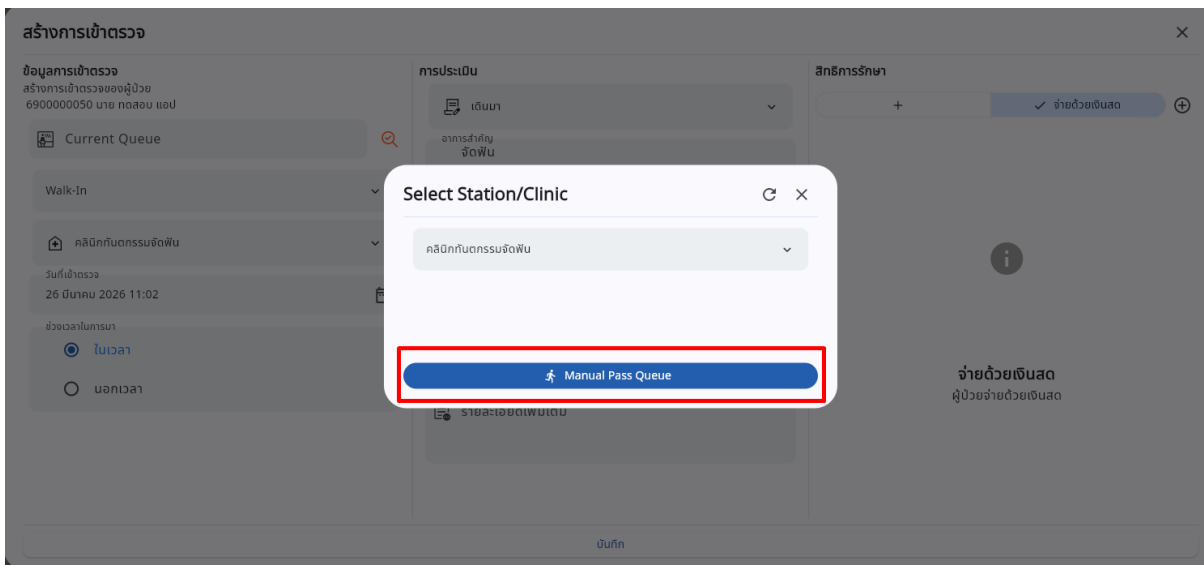 สร้างการเข้าตรวจ
ข้อมูลการเข้าตรวจ
สร้างการเข้าตรวจของผู้ป่วย
6900000050 นาย ทดสอบ แอป
Current Queue
Walk-In
คลินิกทันตกรรมจัดฟัน
วันที่เข้าตรวจ
26 มีนาคม 2026 11:02
ช่วงเวลาในการมา
ในเวลา
นอกเวลา
การประเมิน
เดินมา
อาการสำคัญ
จัดฟัน
Select Station/Clinic
คลินิกทันตกรรมจัดฟัน
Manual Pass Queue
รายละเอียดเพิ่มเติม
สิทธิการรักษา
+
จ่ายด้วยเงินสด
จ่ายด้วยเงินสด
ผู้ป่วยจ่ายด้วยเงินสด
บันทึก